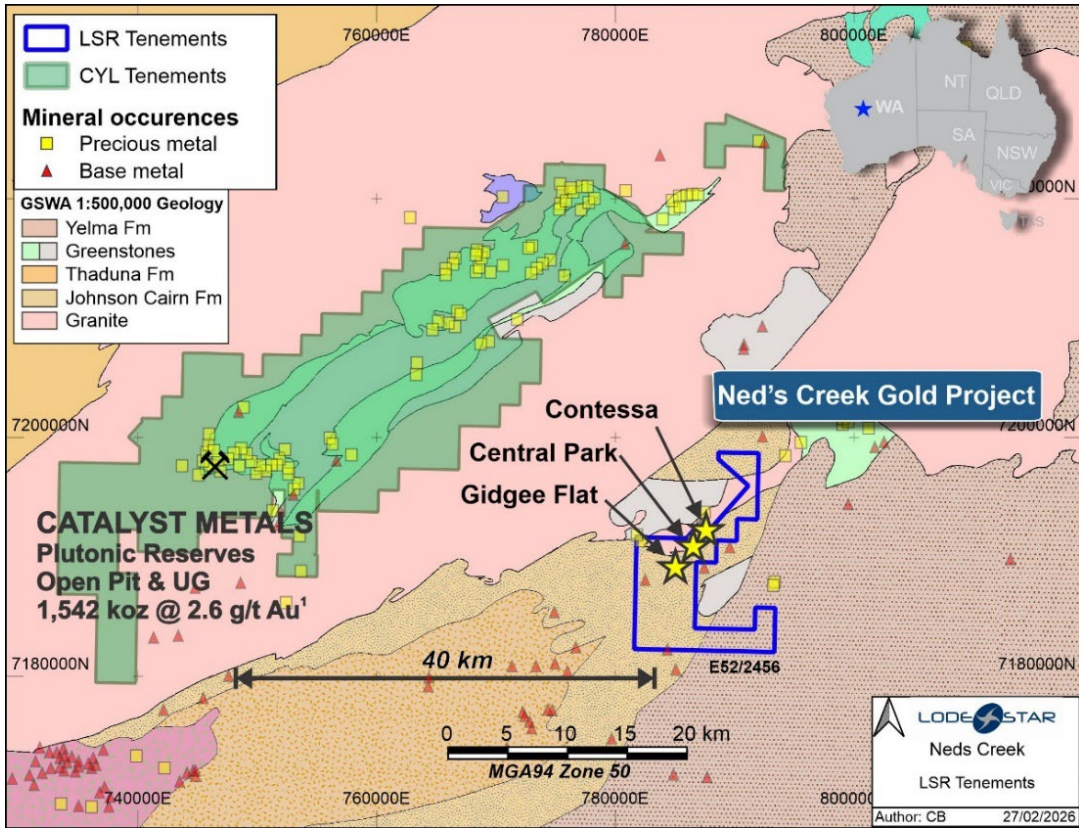 LSR Tenements
CYL Tenements
Mineral occurences
Precious metal
Base metal
GSWA 1:500,000 Geology
Yelma Fm
Greenstones
Thaduna Fm
Johnson Cairn Fm
Granite
760000E
780000E
800000E
WA
NT
QLD
SA
NSW
VIC
TAS
Ned's Creek Gold Project
7200000N
7200000N
Contessa
Central Park
Gidgee Flat
CATALYST METALS
Plutonic Reserves
Open Pit & UG
1,542 koz @ 2.6 g/t Au¹
E52/2456
7180000N
7180000N
40 km
0 5 10 15 20 km
MGA94 Zone 50
740000E
760000E
780000E
LODESTAR
Neds Creek
LSR Tenements
Author: CB 27/02/2026